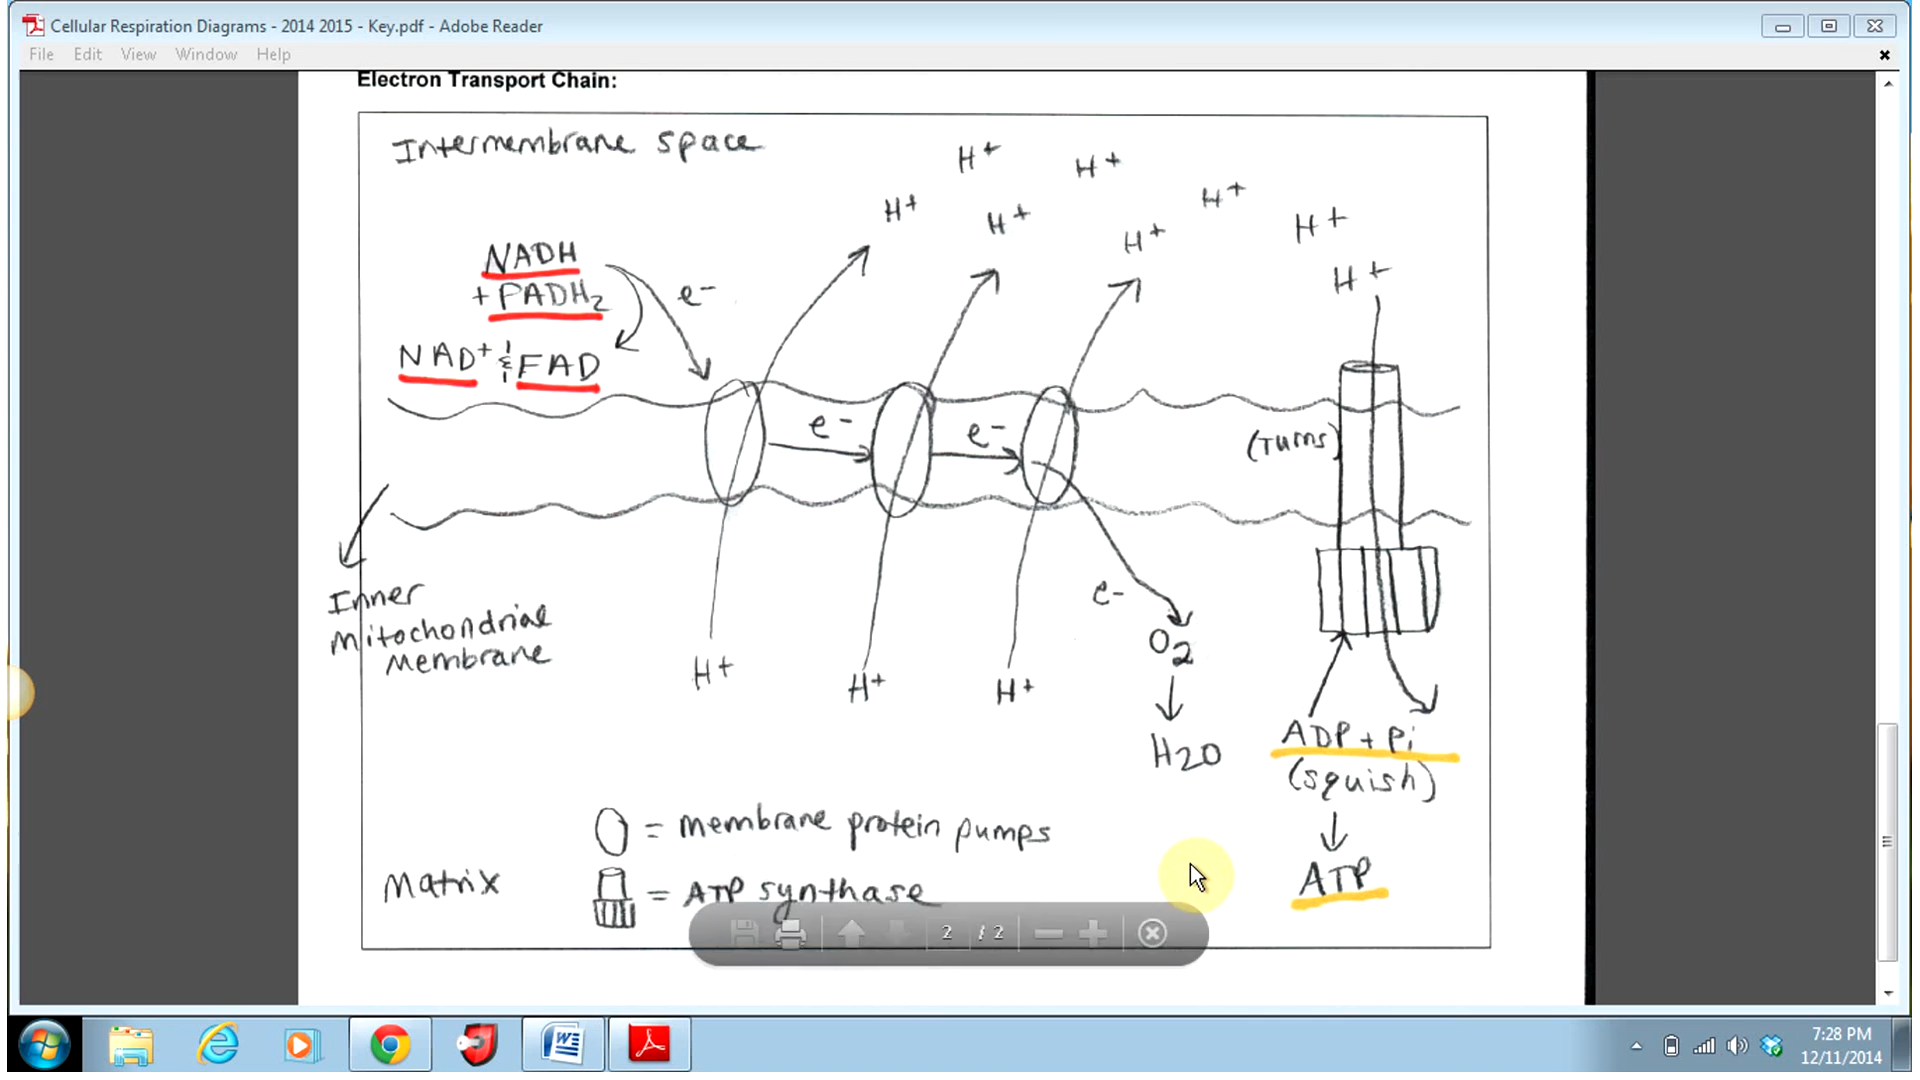 Cellular Respiration Diagrams - 2014 2015 - Key.pdf - Adobe Reader
File Edit View Window Help
Electron Transport Chain:
Intermembrane space
H+ H+
H+ H+ H+ H+ H+
H+
NADH
+ PADH2
e-
NAD+ & FAD
e- e-
(Turns)
Inner
Mitochondrial
Membrane
e-
O2
H+ H+ H+
H2O
ADP + Pi
(squish)
ATP
= membrane protein pumps
Matrix
= ATP synthase
2 / 2
7:28 PM
12/11/2014